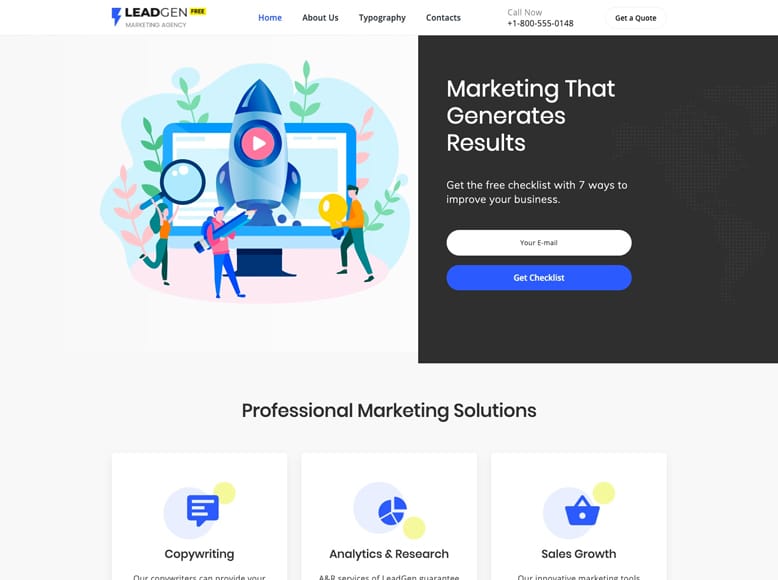 LEADGEN FREE
MARKETING AGENCY
Home About Us Typography Contacts
Call Now
+1-800-555-0148
Get a Quote
Marketing That
Generates
Results
Get the free checklist with 7 ways to
improve your business.
Your E-mail
Get Checklist
Professional Marketing Solutions
Copywriting Analytics & Research Sales Growth
Our copywriters can provide your A&R services of LeadGen guarantee Our innovative marketing tools